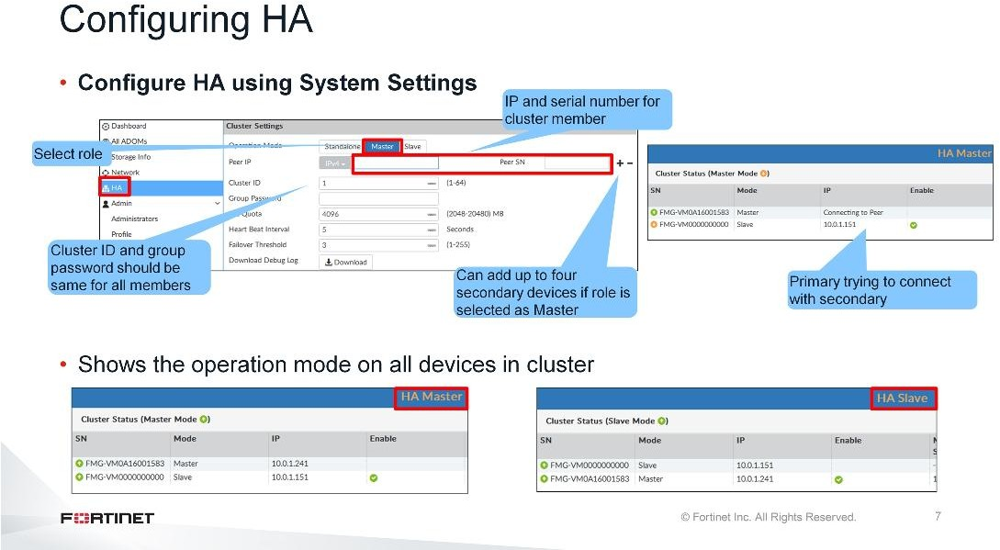 Configuring HA
• Configure HA using System Settings
IP and serial number for
cluster member
Select role
Dashboard
All ADOMs
Storage Info
Network
HA
Admin
Administrators
Profile
Cluster Settings
Operation Mode Standalone Master Slave
Peer IP IPv4 Peer SN + −
Cluster ID 1 (1-64)
Group Password
Quota 4096 (2048-20480) MB
Heart Beat Interval 5 Seconds
Failover Threshold 3 (1-255)
Download Debug Log Download
Cluster ID and group
password should be
same for all members
Can add up to four
secondary devices if role is
selected as Master
HA Master
Cluster Status (Master Mode )
SN Mode IP Enable
FMG-VM0A16001583 Master Connecting to Peer
FMG-VM0000000000 Slave 10.0.1.151
Primary trying to connect
with secondary
• Shows the operation mode on all devices in cluster
HA Master
Cluster Status (Master Mode )
SN Mode IP Enable
FMG-VM0A16001583 Master 10.0.1.241
FMG-VM0000000000 Slave 10.0.1.151
HA Slave
Cluster Status (Slave Mode )
SN Mode IP Enable
FMG-VM0000000000 Slave 10.0.1.151
FMG-VM0A16001583 Master 10.0.1.241
FORTINET
© Fortinet Inc. All Rights Reserved.
7